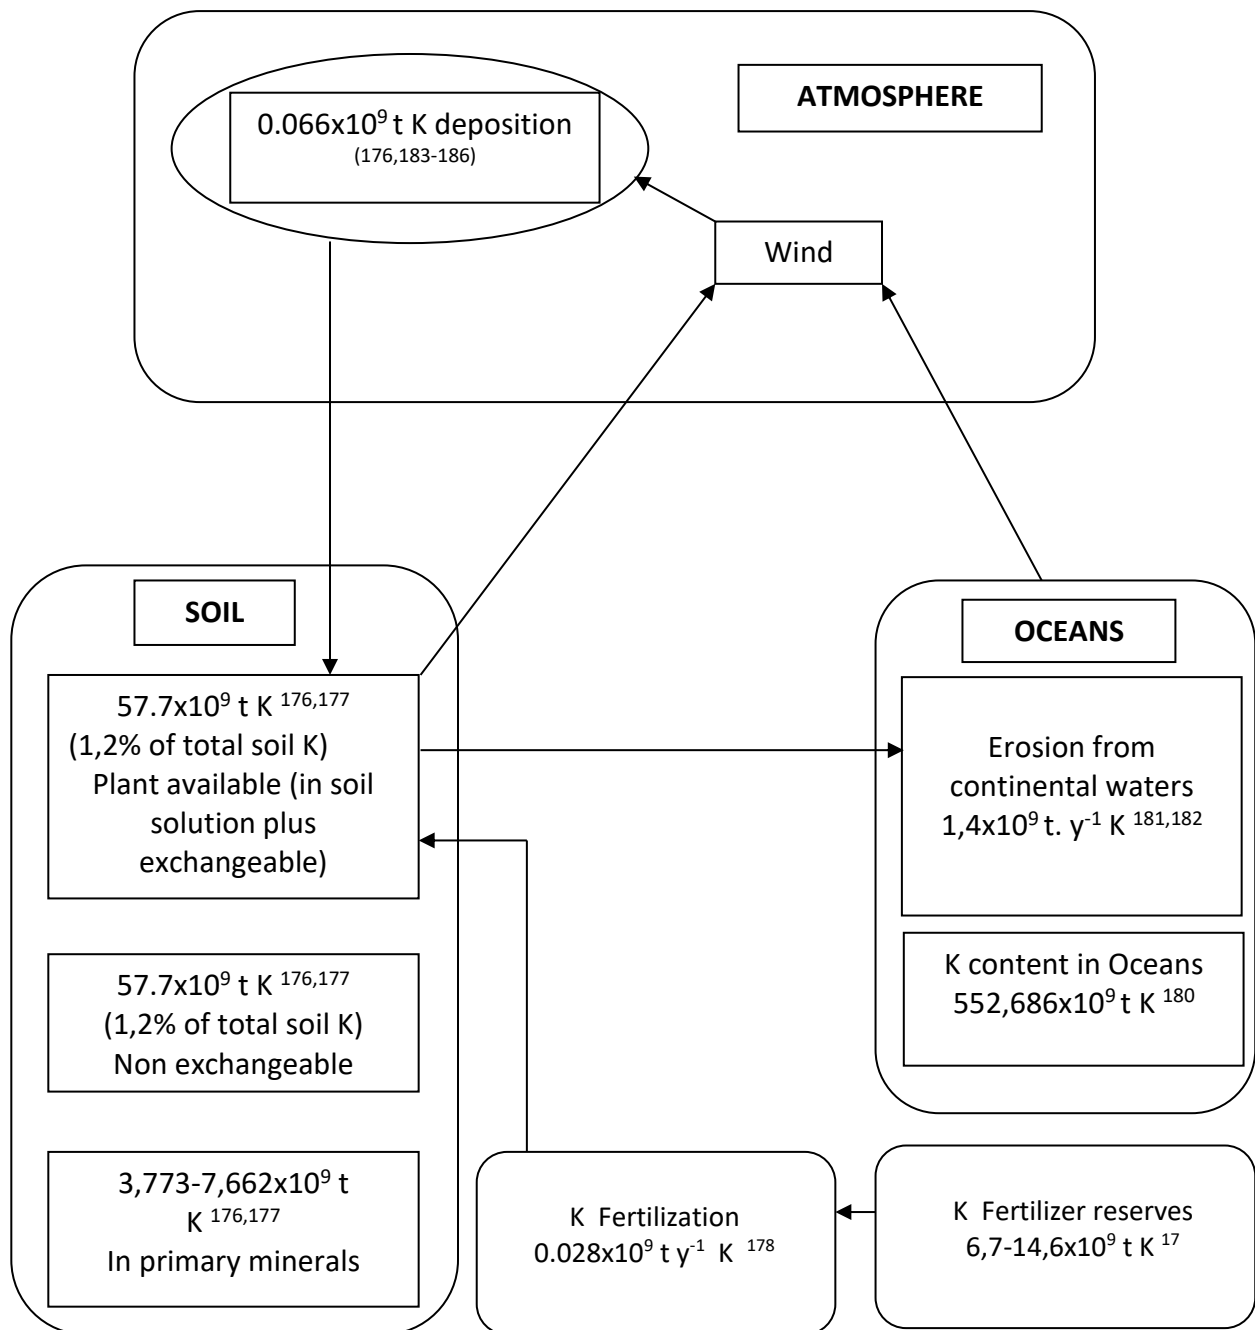 ATMOSPHERE
0.066x10⁹ t K deposition
(176,183-186)
Wind
SOIL
57.7x10⁹ t K ¹⁷⁶,¹⁷⁷
(1,2% of total soil K)
Plant available (in soil
solution plus
exchangeable)
57.7x10⁹ t K ¹⁷⁶,¹⁷⁷
(1,2% of total soil K)
Non exchangeable
3,773-7,662x10⁹ t
K ¹⁷⁶,¹⁷⁷
In primary minerals
OCEANS
Erosion from
continental waters
1,4x10⁹ t. y⁻¹ K ¹⁸¹,¹⁸²
K content in Oceans
552,686x10⁹ t K ¹⁸⁰
K Fertilization
0.028x10⁹ t y⁻¹ K ¹⁷⁸
K Fertilizer reserves
6,7-14,6x10⁹ t K ¹⁷